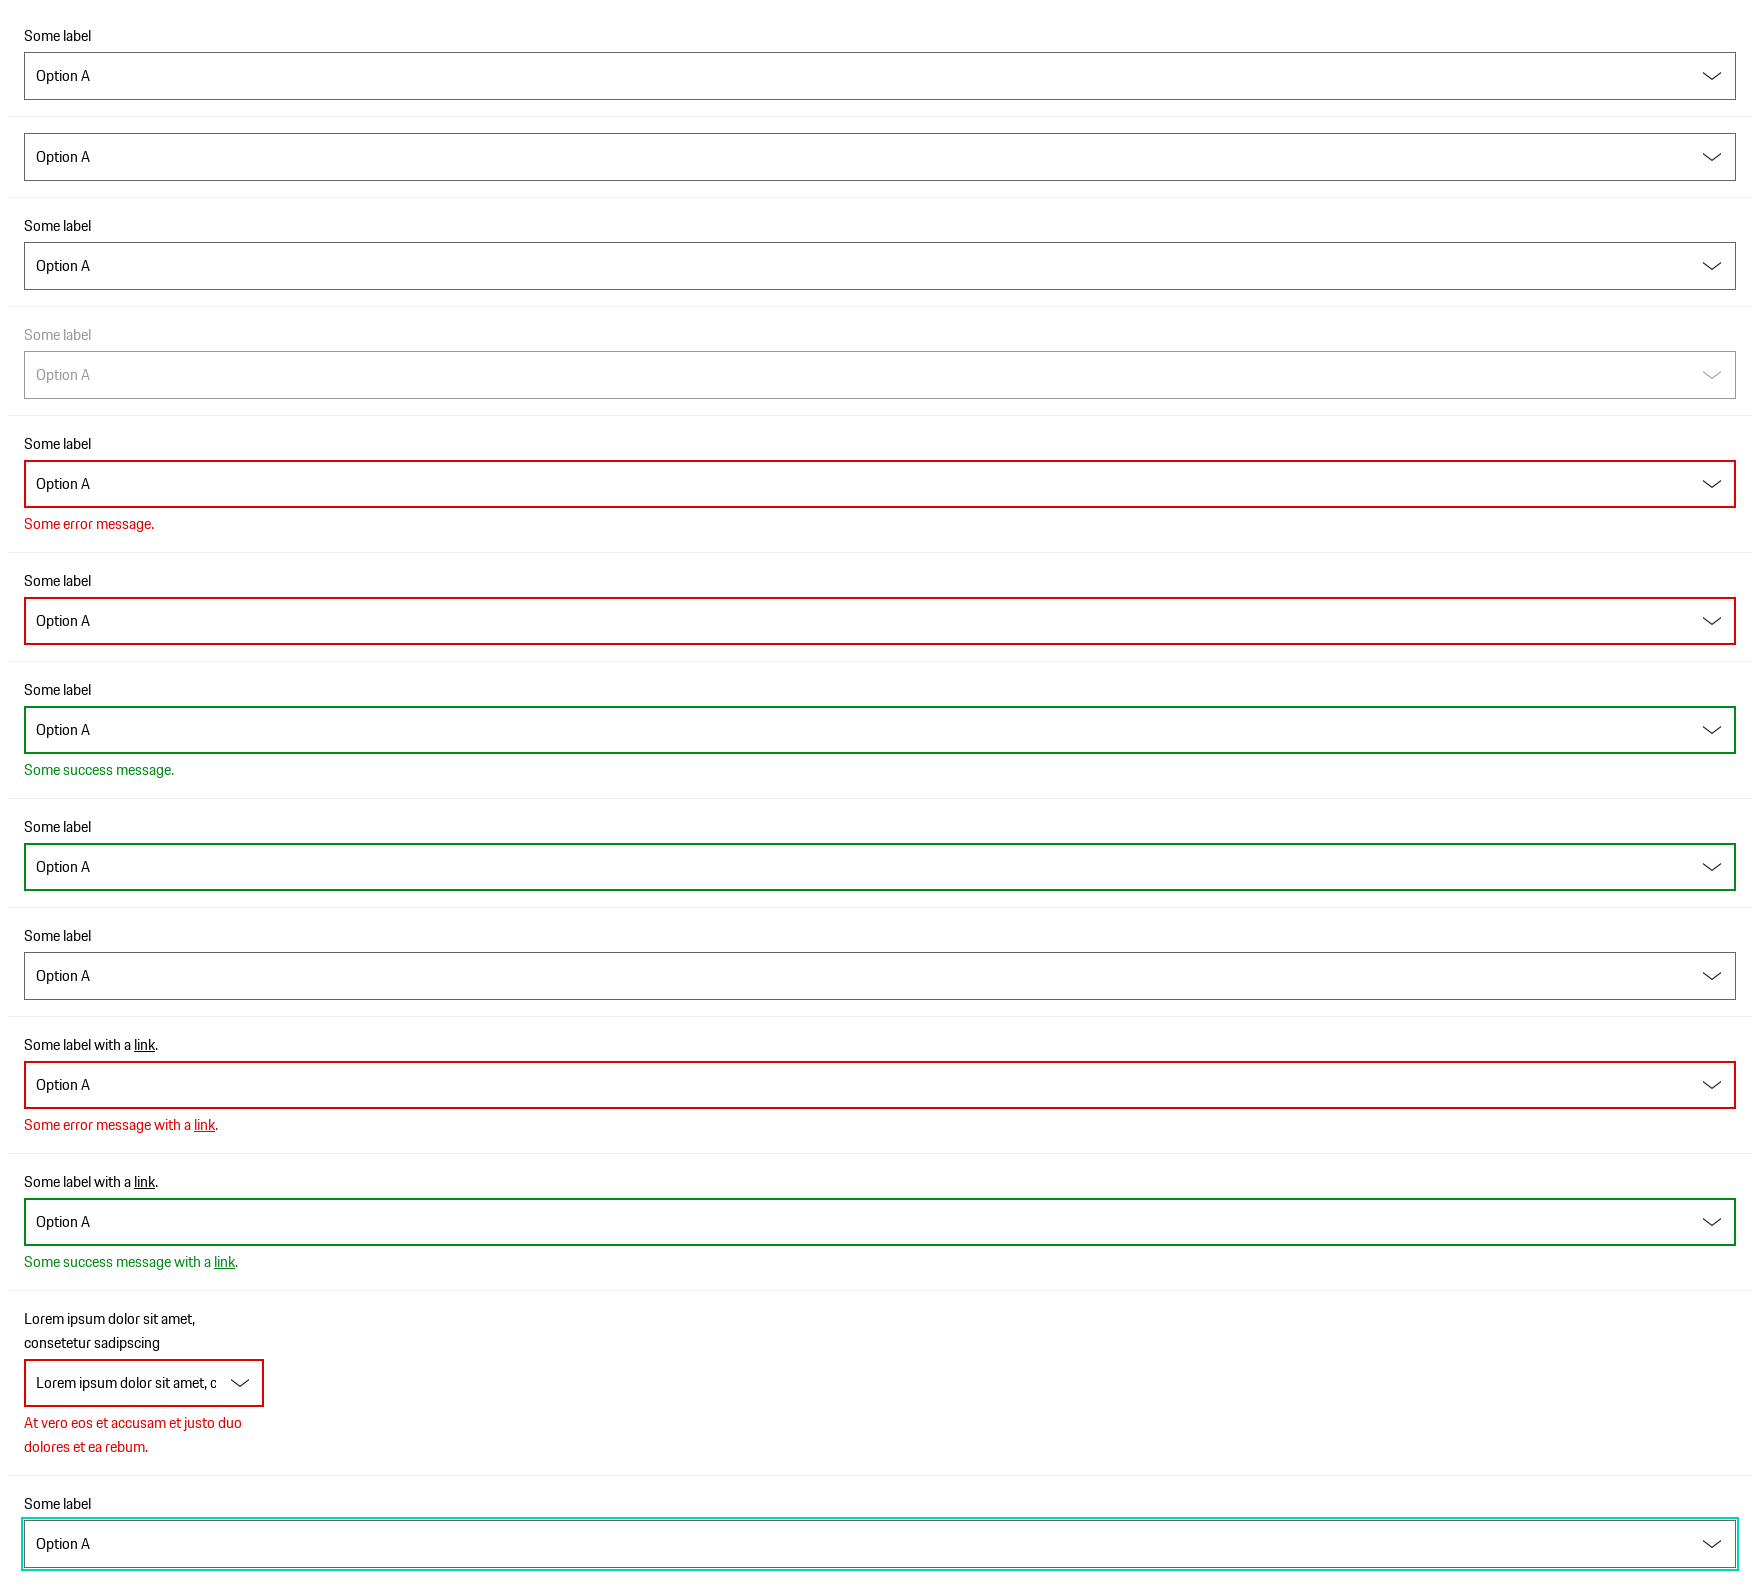 Some label
Option A
Option A
Some label
Option A
Some label
Option A
Some label
Option A
Some error message.
Some label
Option A
Some label
Option A
Some success message.
Some label
Option A
Some label
Option A
Some label with a link.
Option A
Some error message with a link.
Some label with a link.
Option A
Some success message with a link.
Lorem ipsum dolor sit amet,
consetetur sadipscing
Lorem ipsum dolor sit amet, c
At vero eos et accusam et justo duo
dolores et ea rebum.
Some label
Option A